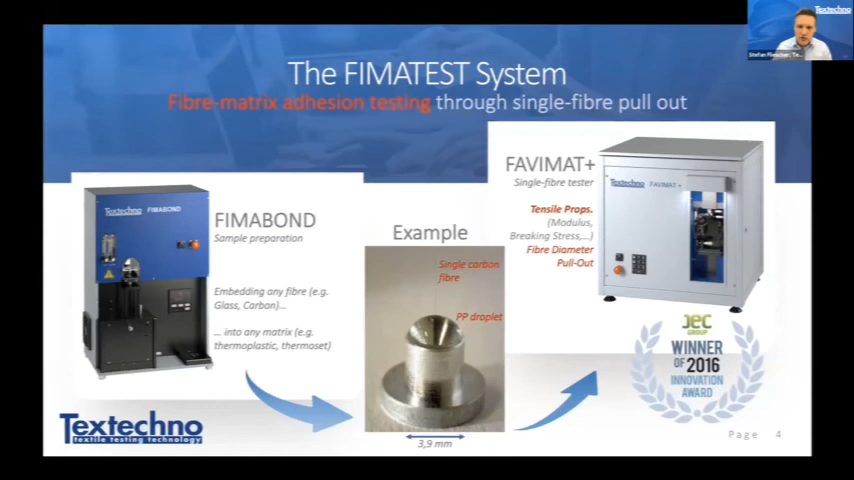 Textechno
The FIMATEST System
Fibre-matrix adhesion testing through single-fibre pull out
Textechno FIMABOND
FIMABOND
Sample preparation
Embedding any fibre (e.g.
Glass, Carbon)...
... into any matrix (e.g.
thermoplastic, thermoset)
Example
Single carbon
fibre
PP droplet
3,9 mm
FAVIMAT+
Single-fibre tester
Tensile Props.
(Modulus,
Breaking Stress,...)
Fibre Diameter
Pull-Out
Textechno FAVIMAT +
JEC
GROUP
WINNER
OF 2016
INNOVATION
AWARD
Textechno
textile testing technology
Page 4